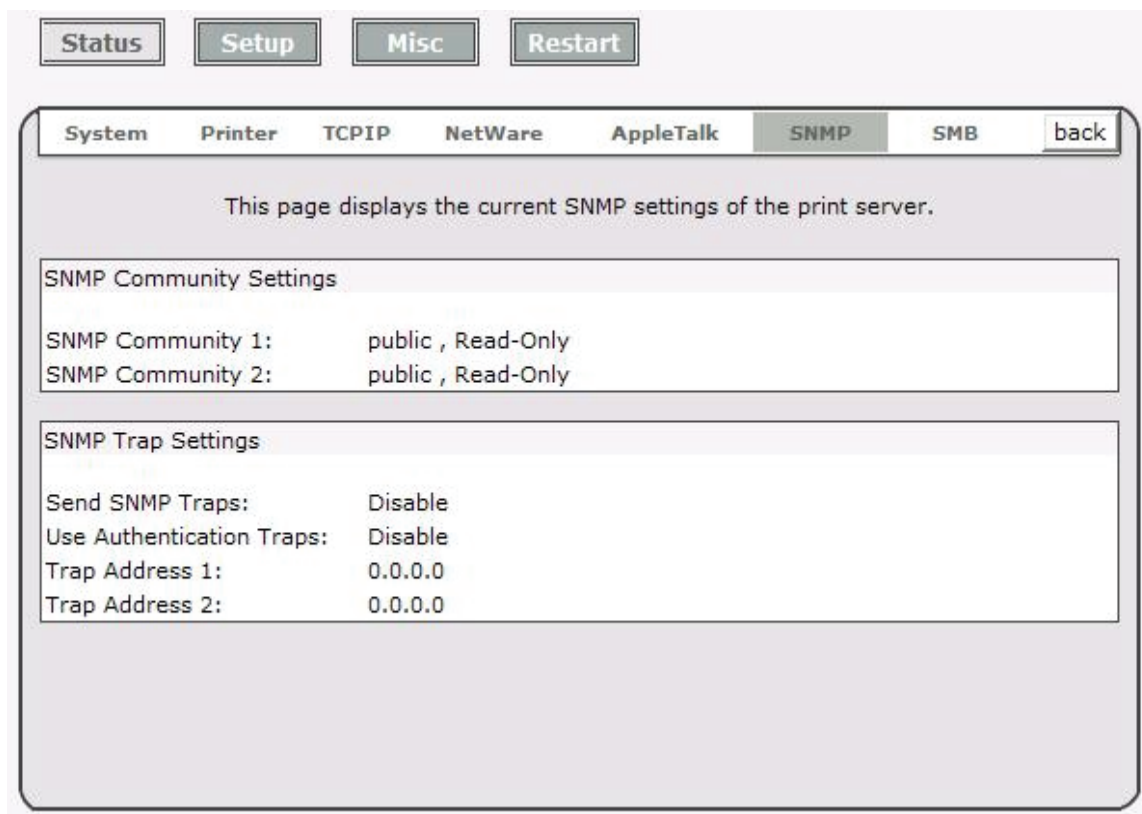 Status Setup Misc Restart
System Printer TCPIP NetWare AppleTalk SNMP SMB back
This page displays the current SNMP settings of the print server.
SNMP Community Settings
SNMP Community 1: public , Read-Only
SNMP Community 2: public , Read-Only
SNMP Trap Settings
Send SNMP Traps: Disable
Use Authentication Traps: Disable
Trap Address 1: 0.0.0.0
Trap Address 2: 0.0.0.0